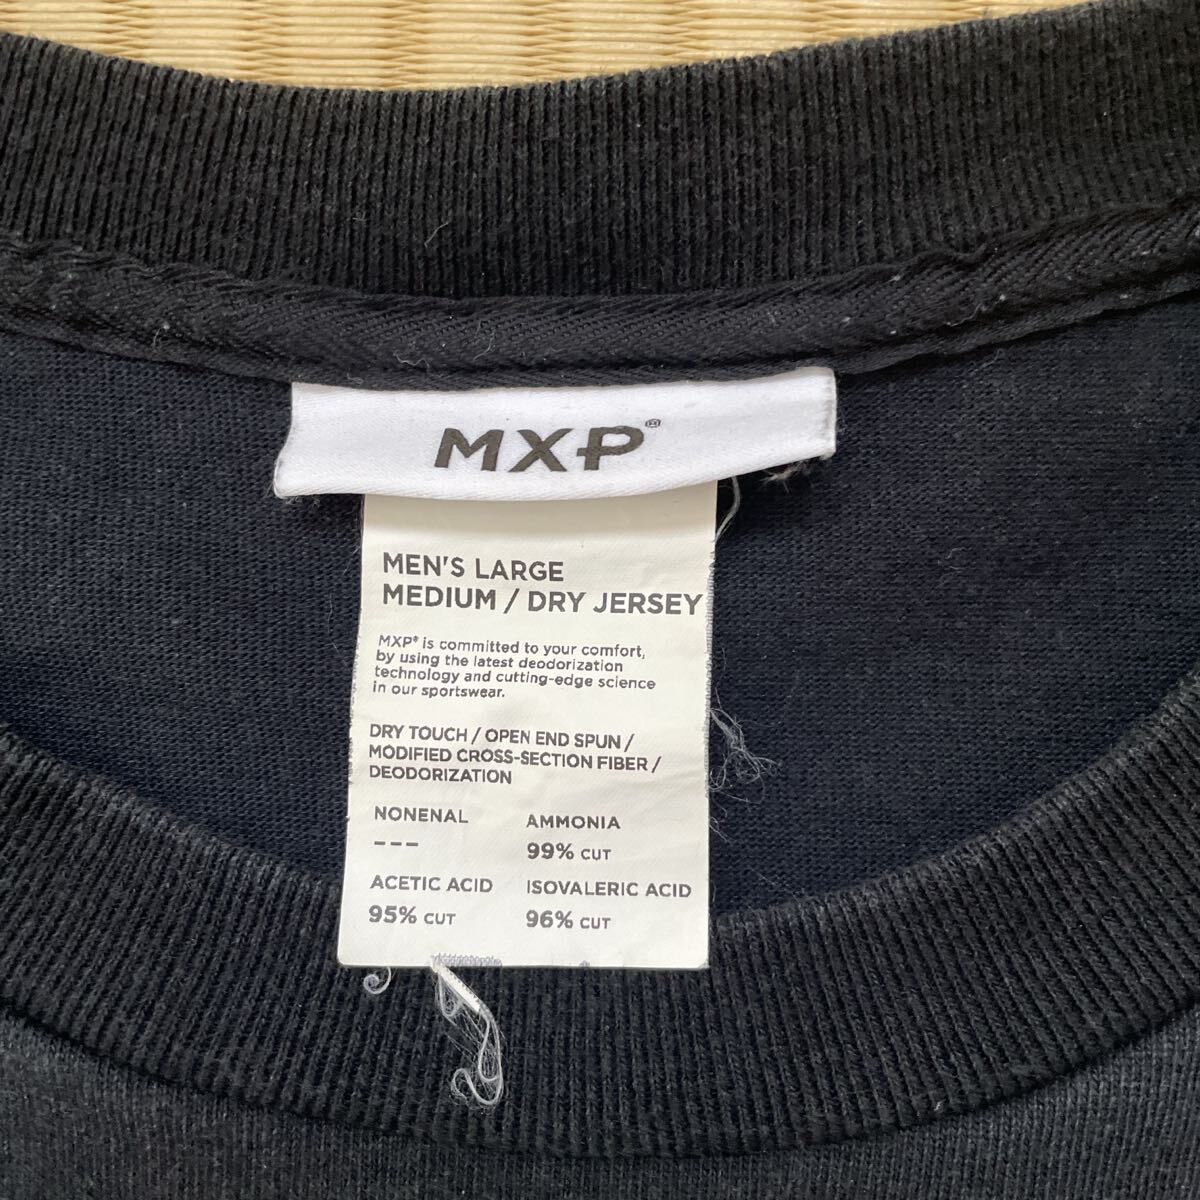 MXP®
MEN'S LARGE
MEDIUM / DRY JERSEY
MXP® is committed to your comfort,
by using the latest deodorization
technology and cutting-edge science
in our sportswear.
DRY TOUCH / OPEN END SPUN /
MODIFIED CROSS-SECTION FIBER /
DEODORIZATION
NONENAL AMMONIA
--- 99% CUT
ACETIC ACID ISOVALERIC ACID
95% CUT 96% CUT